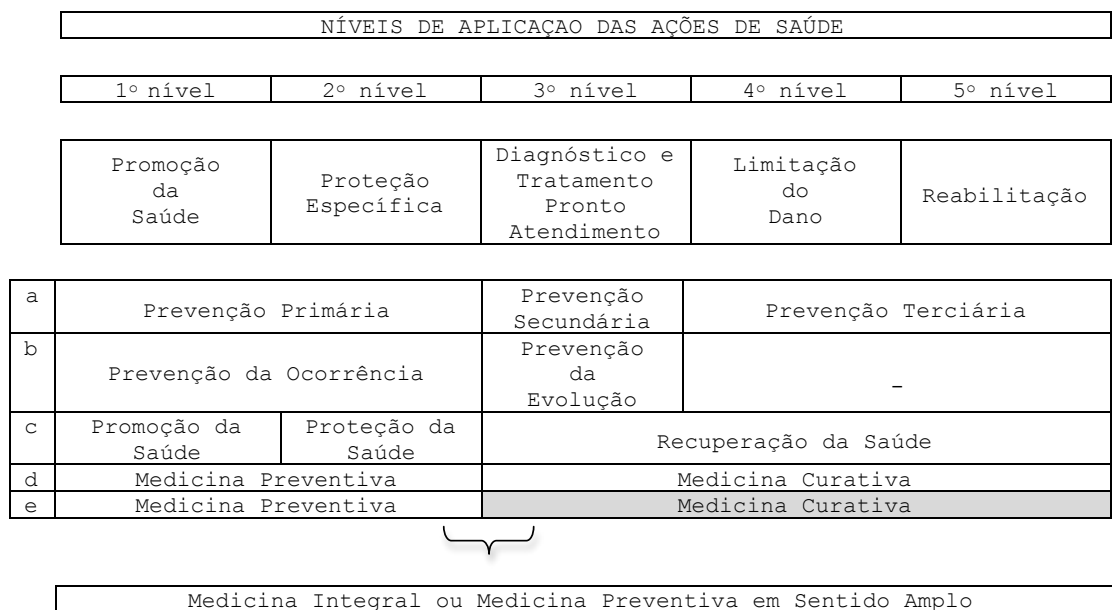 NÍVEIS DE APLICAÇAO DAS AÇÕES DE SAÚDE
1º nível 2º nível 3º nível 4º nível 5º nível
Promoção
da
Saúde
Proteção
Específica
Diagnóstico e
Tratamento
Pronto
Atendimento
Limitação
do
Dano
Reabilitação
a
Prevenção Primária
Prevenção
Secundária
Prevenção Terciária
b
Prevenção da Ocorrência
Prevenção
da
Evolução
–
c
Promoção da
Saúde
Proteção da
Saúde
Recuperação da Saúde
d Medicina Preventiva Medicina Curativa
e Medicina Preventiva Medicina Curativa
Medicina Integral ou Medicina Preventiva em Sentido Amplo